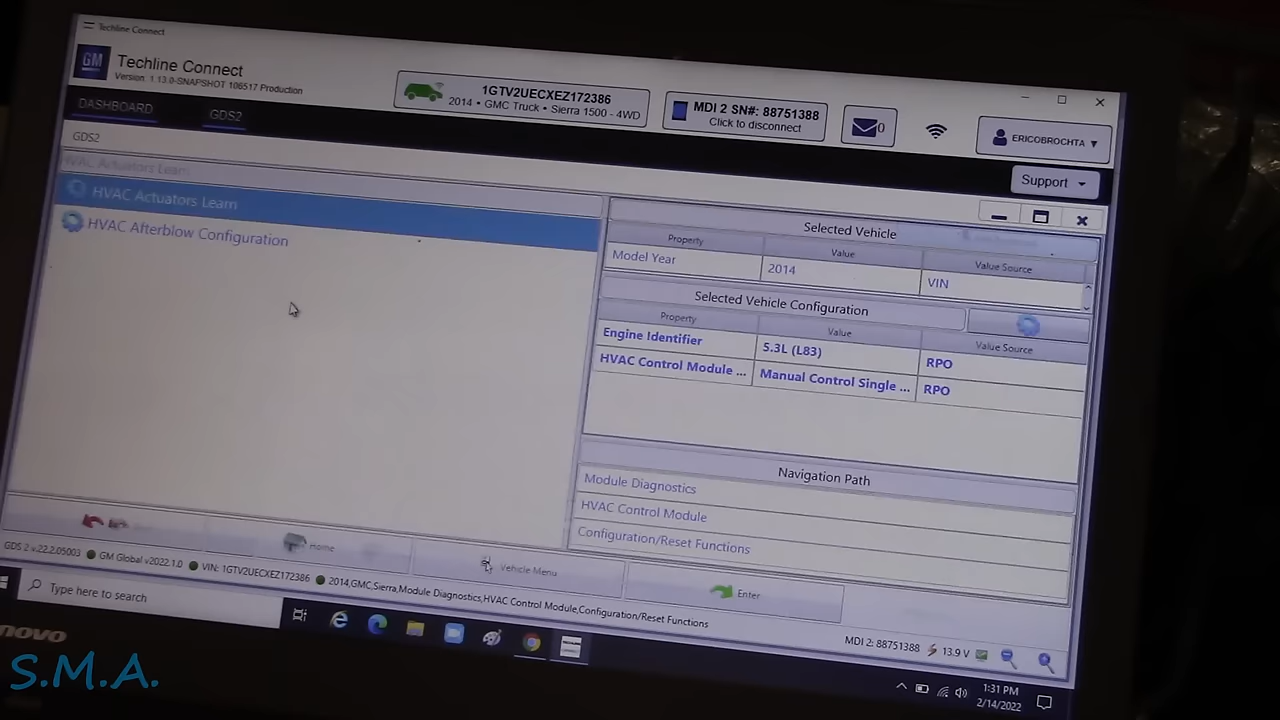 Techline Connect
GM
Techline Connect
Version: 1.13.0-SNAPSHOT 106517 Production
1GTV2UECXEZ172386
2014 • GMC Truck • Sierra 1500 - 4WD
MDI 2 SN#: 88751388
Click to disconnect
0
ERICOBROCHTA
DASHBOARD
GDS2
Support
GDS2
HVAC Actuators Learn
HVAC Actuators Learn
HVAC Afterblow Configuration
Selected Vehicle
Property
Value
Value Source
Model Year
2014
VIN
Selected Vehicle Configuration
Property
Value
Value Source
Engine Identifier
5.3L (L83)
RPO
HVAC Control Module ...
Manual Control Single ...
RPO
Navigation Path
Module Diagnostics
HVAC Control Module
Configuration/Reset Functions
Home
Vehicle Menu
Enter
GDS 2 v.22.2.05003
GM Global v2022.1.0
VIN: 1GTV2UECXEZ172386
2014,GMC,Sierra,Module Diagnostics,HVAC Control Module,Configuration/Reset Functions
MDI 2: 88751388
13.9 V
Type here to search
1:31 PM
2/14/2022
novo
S.M.A.